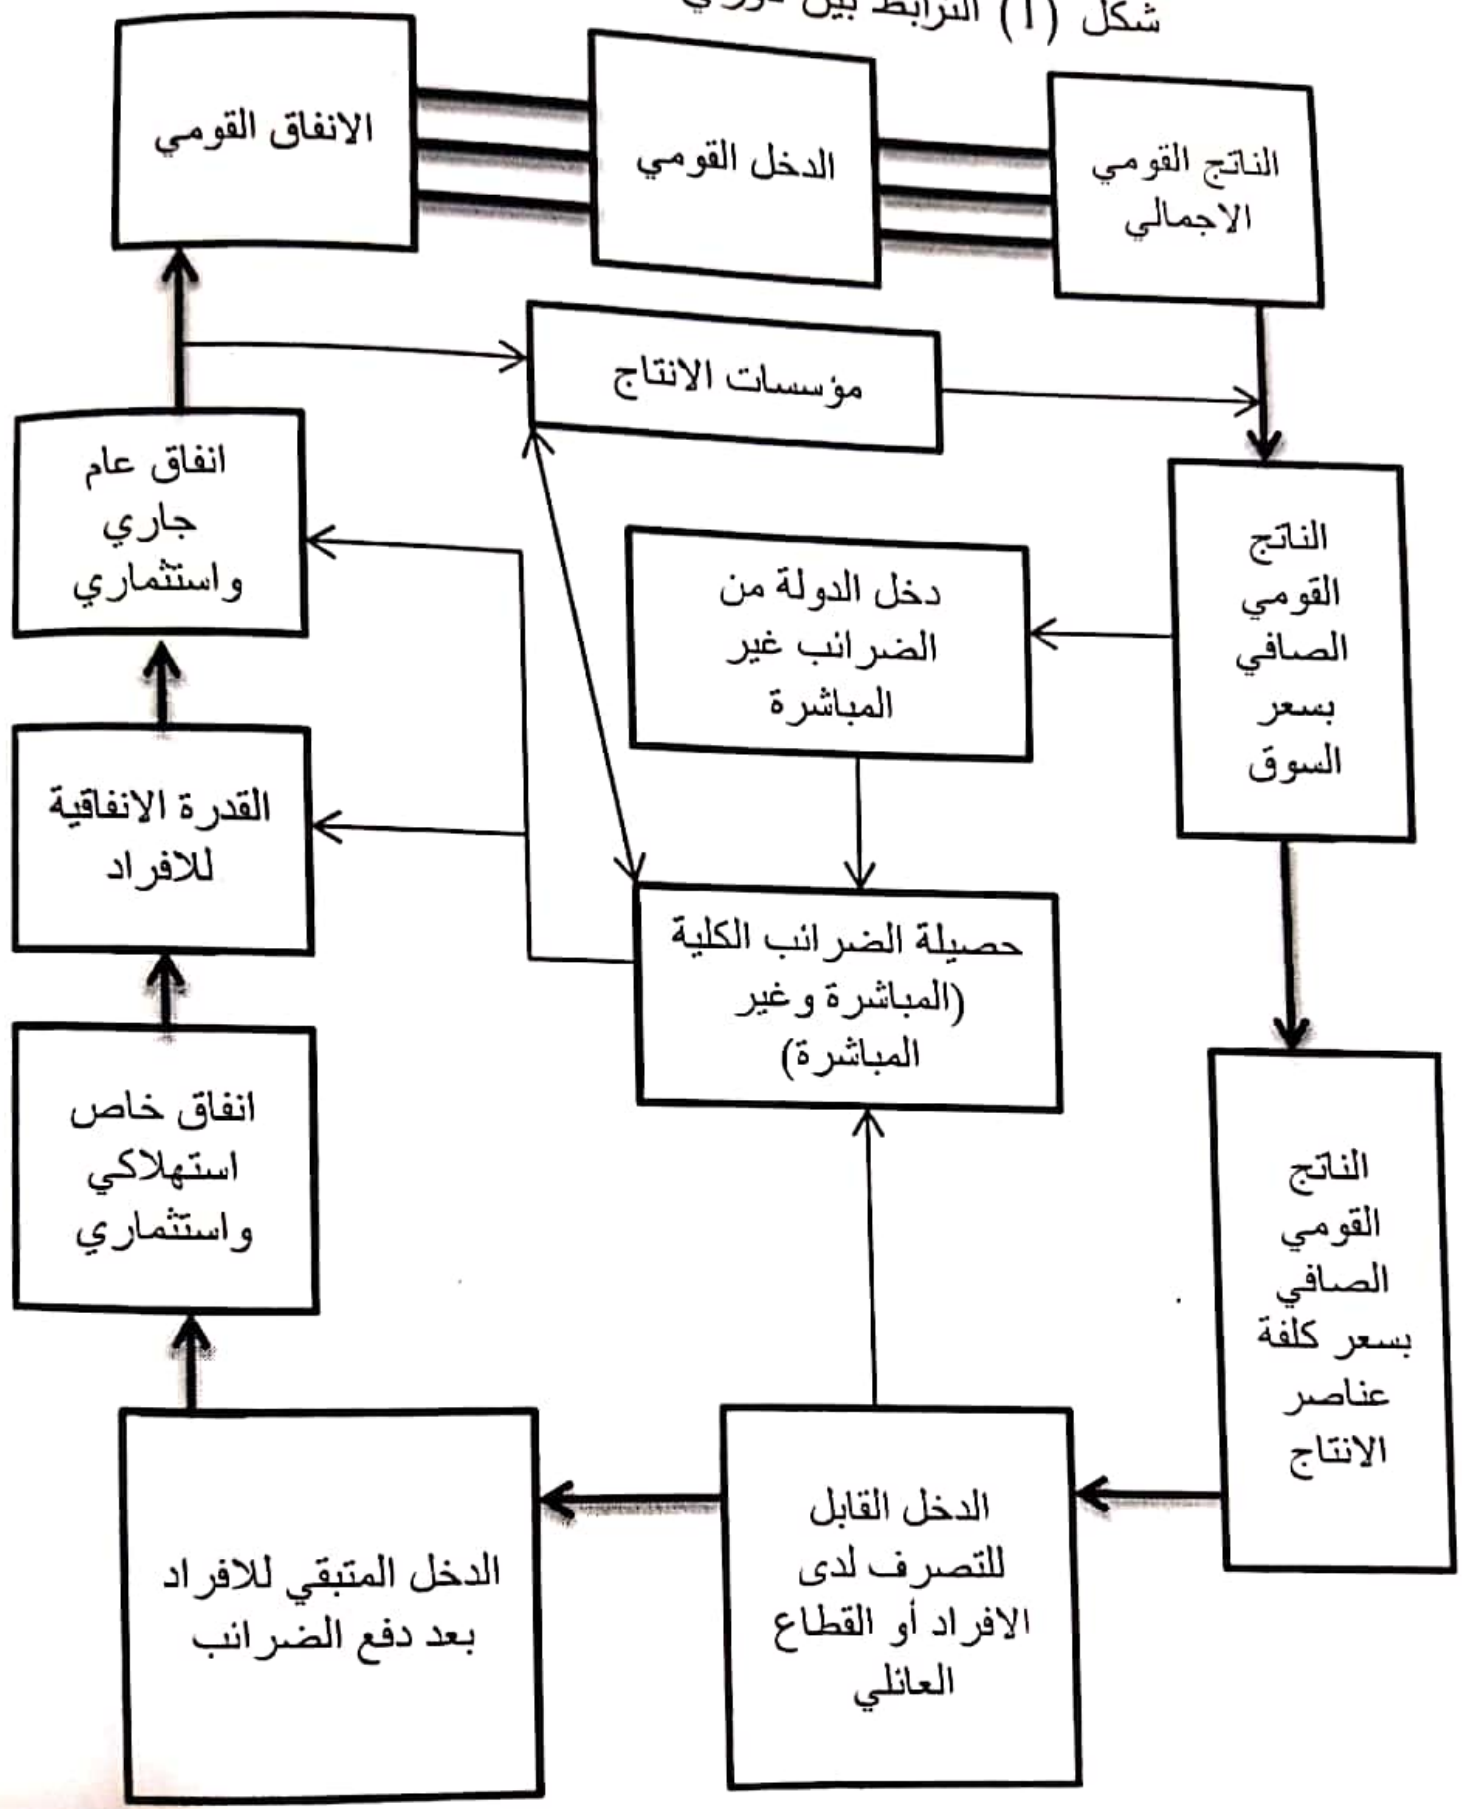 شكل (1) الترابط بين
الناتج القومي
الاجمالي
الدخل القومي
الانفاق القومي
مؤسسات الانتاج
انفاق عام
جاري
واستثماري
الناتج
القومي
الصافي
بسعر
السوق
دخل الدولة من
الضرائب غير
المباشرة
القدرة الانفاقية
للافراد
حصيلة الضرائب الكلية
(المباشرة وغير
المباشرة)
انفاق خاص
استهلاكي
واستثماري
الناتج
القومي
الصافي
بسعر كلفة
عناصر
الانتاج
الدخل القابل
للتصرف لدى
الافراد أو القطاع
العائلي
الدخل المتبقي للافراد
بعد دفع الضرائب